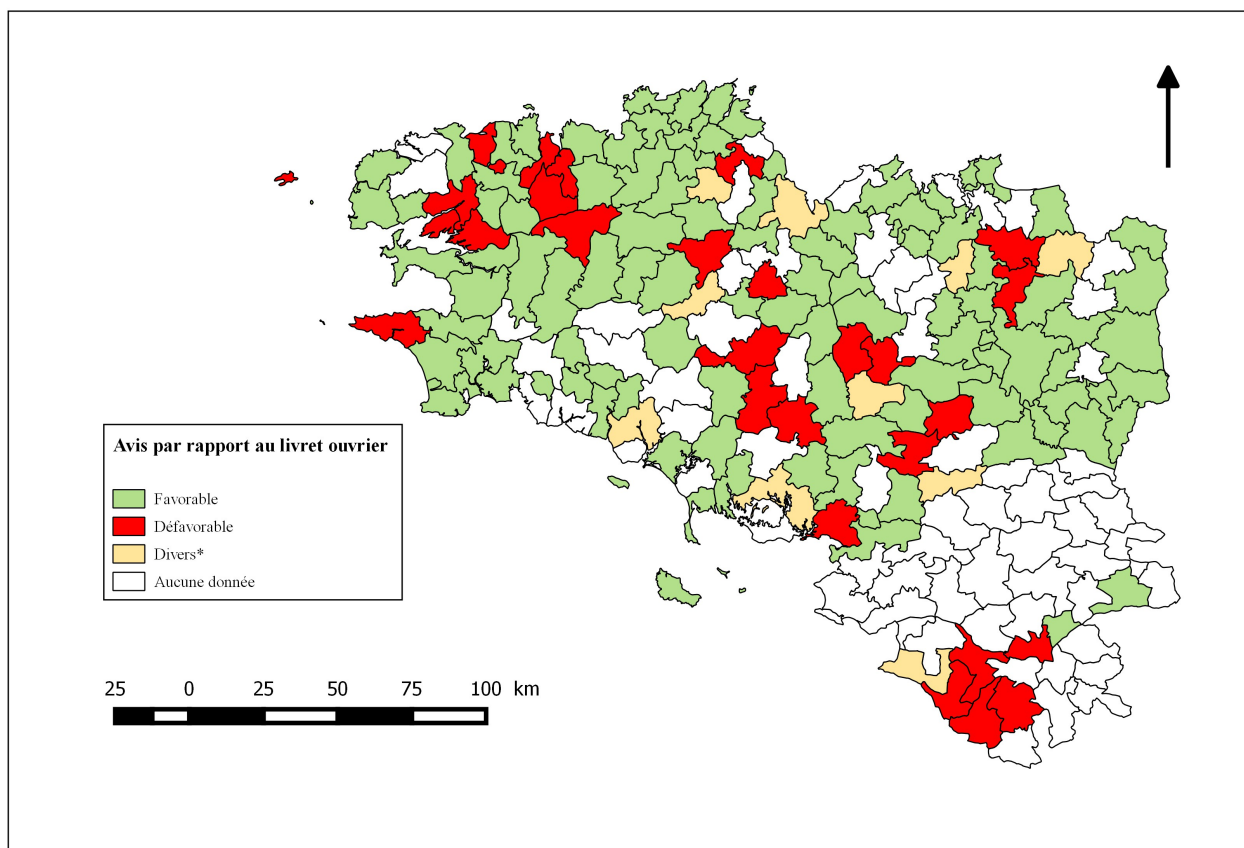 Avis par rapport au livret ouvrier
Favorable
Défavorable
Divers*
Aucune donnée
25 0 25 50 75 100 km